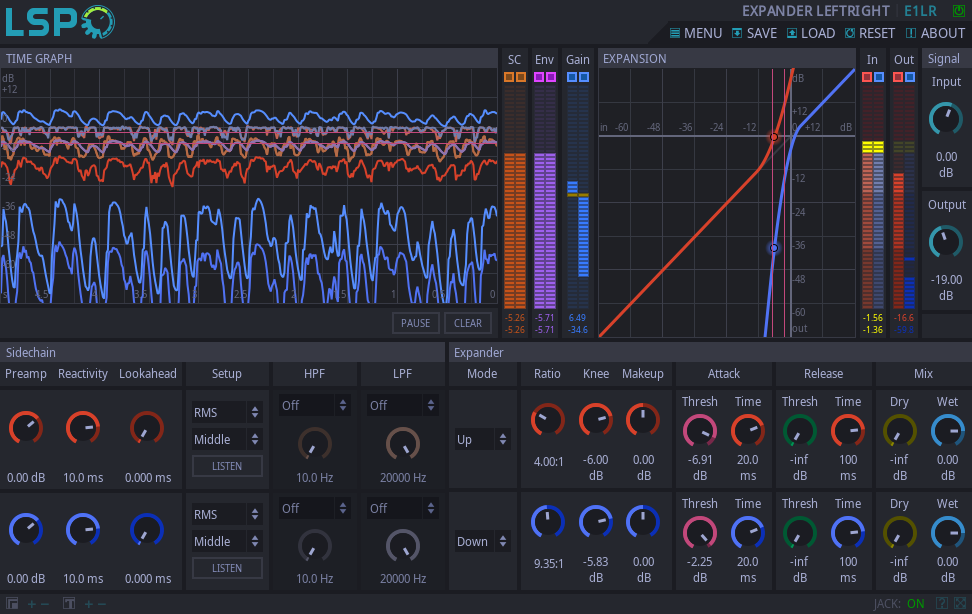 LSP
EXPANDER LEFTRIGHT E1LR
MENU SAVE LOAD RESET ABOUT
TIME GRAPH
SC Env Gain
EXPANSION
In Out
Signal
dB
+12
-24
-36
-48
4.5 4 3.5 2.5 2 1 0
dB
+12
in -60 -48 -36 -24 -12 0 +12 dB
-12
-24
-36
-48
-60
out
Input
0.00
dB
Output
-19.00
dB
-5.26 -5.71 6.49
-5.26 -5.71 -34.6
-1.56 -16.6
-1.36
PAUSE CLEAR
Sidechain
Expander
Preamp Reactivity Lookahead Setup HPF LPF Mode Ratio Knee Makeup Attack Release Mix
RMS
Middle
LISTEN
Off
Off
Up
Thresh Time Thresh Time Dry Wet
0.00 dB 10.0 ms 0.000 ms
10.0 Hz 20000 Hz
4.00:1
-6.00
dB
0.00
dB
-6.91
dB
20.0
ms
-inf
dB
100
ms
-inf
dB
0.00
dB
RMS
Middle
LISTEN
Off
Off
Down
Thresh Time Thresh Time Dry Wet
0.00 dB 10.0 ms 0.000 ms
10.0 Hz 20000 Hz
9.35:1
-5.83
dB
0.00
dB
-2.25
dB
20.0
ms
-inf
dB
100
ms
-inf
dB
0.00
dB
JACK: ON